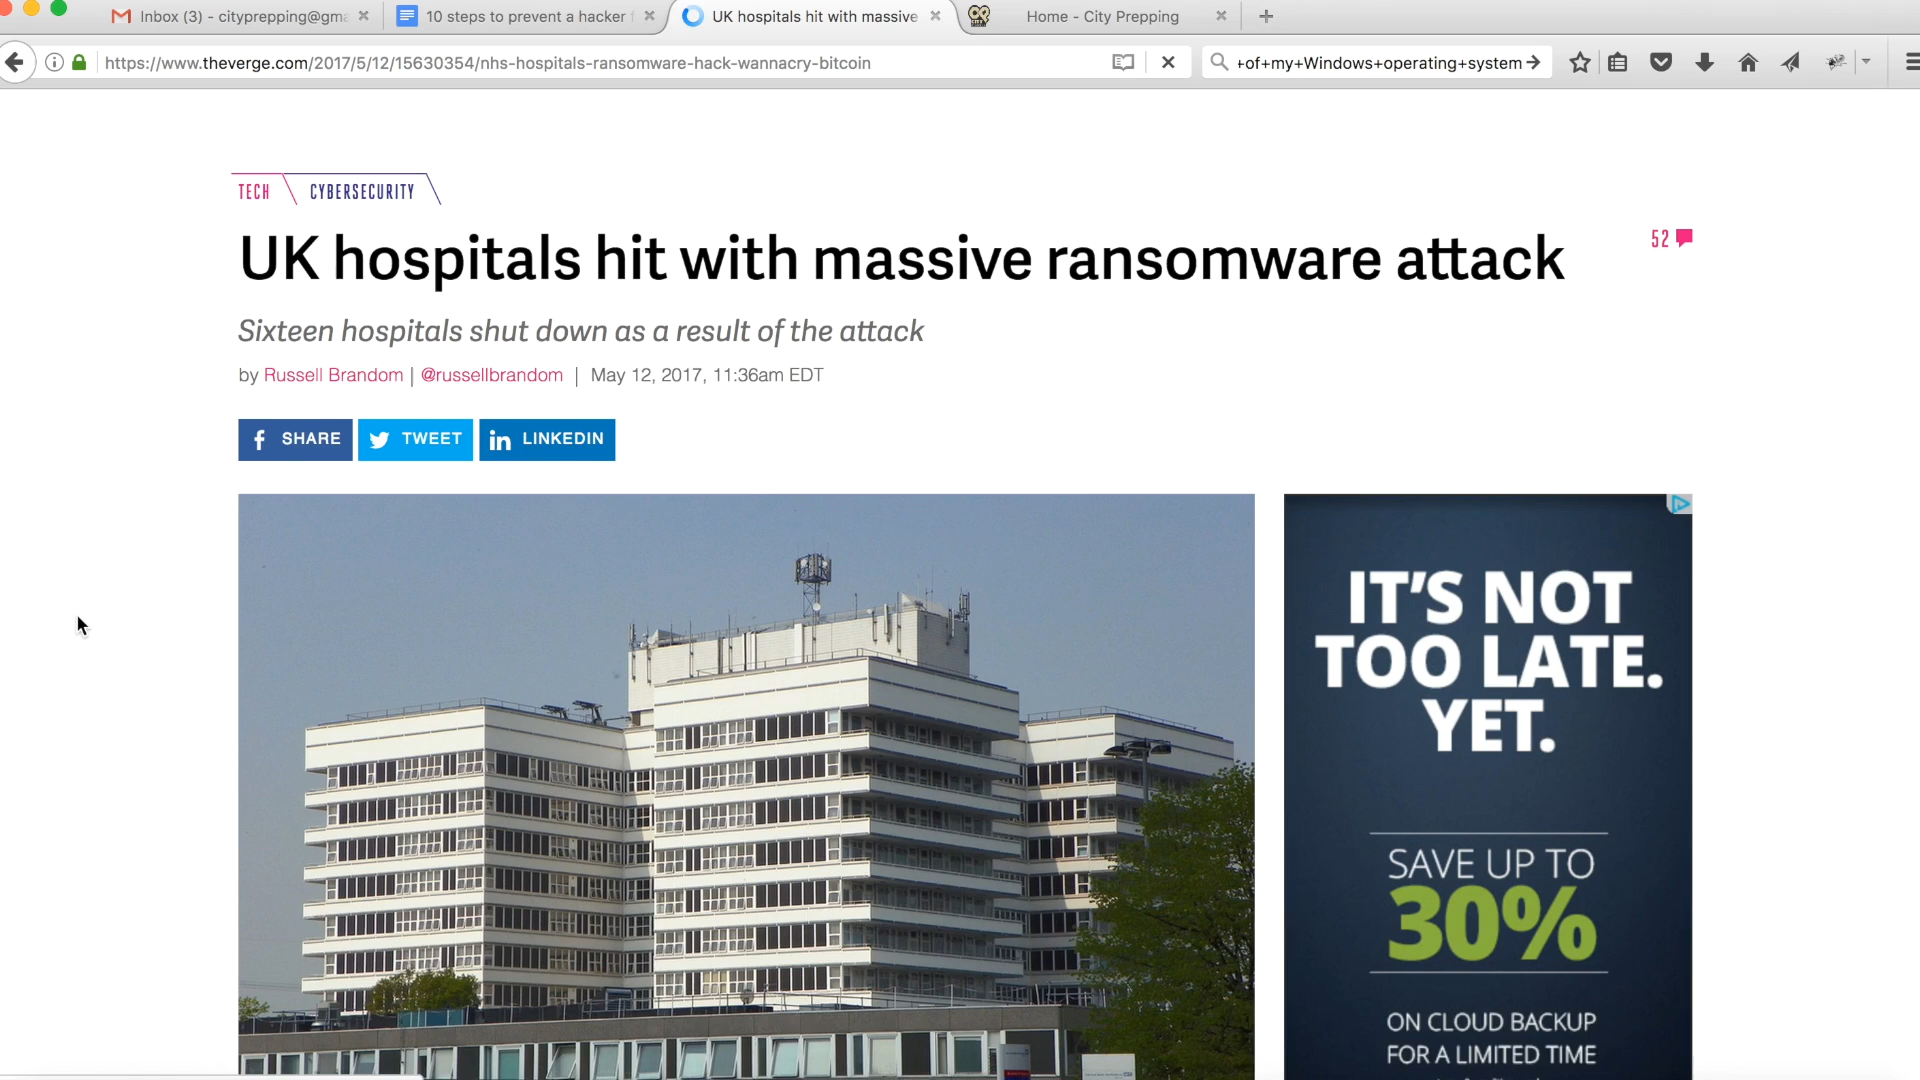 Inbox (3) - cityprepping@gma
10 steps to prevent a hacker f
UK hospitals hit with massive
Home - City Prepping
https://www.theverge.com/2017/5/12/15630354/nhs-hospitals-ransomware-hack-wannacry-bitcoin
+of+my+Windows+operating+system
TECH
CYBERSECURITY
UK hospitals hit with massive ransomware attack
52
Sixteen hospitals shut down as a result of the attack
by Russell Brandom | @russellbrandom | May 12, 2017, 11:36am EDT
SHARE
TWEET
LINKEDIN
IT'S NOT
TOO LATE.
YET.
SAVE UP TO
30%
ON CLOUD BACKUP
FOR A LIMITED TIME